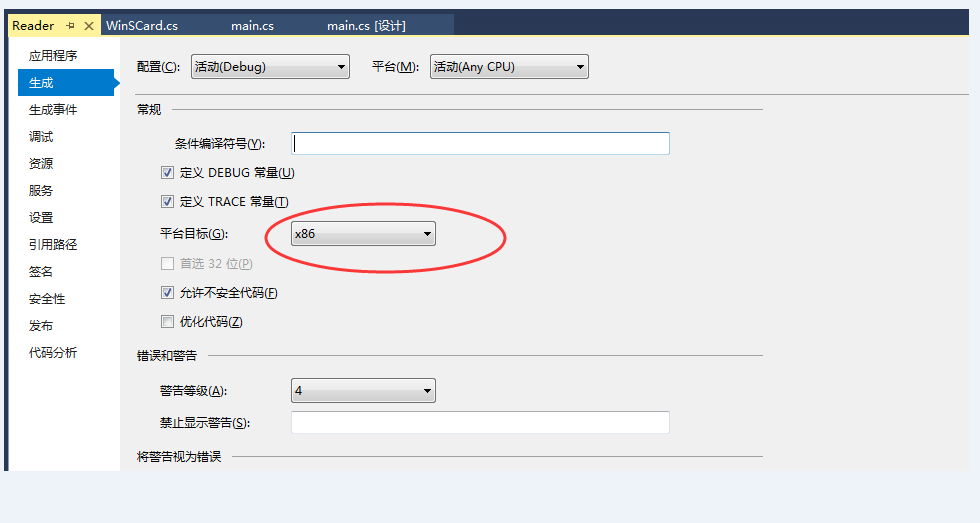 Reader WinSCard.cs main.cs main.cs [设计]
应用程序
生成
生成事件
调试
资源
服务
设置
引用路径
签名
安全性
发布
代码分析
配置(C): 活动(Debug) 平台(M): 活动(Any CPU)
常规
条件编译符号(Y):
定义 DEBUG 常量(U)
定义 TRACE 常量(T)
平台目标(G): x86
首选 32 位(P)
允许不安全代码(F)
优化代码(Z)
错误和警告
警告等级(A): 4
禁止显示警告(S):
将警告视为错误